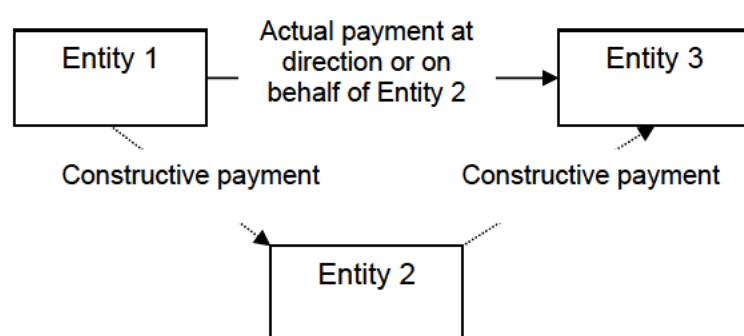 Entity 1
Actual payment at
direction or on
behalf of Entity 2
Entity 3
Constructive payment
Constructive payment
Entity 2